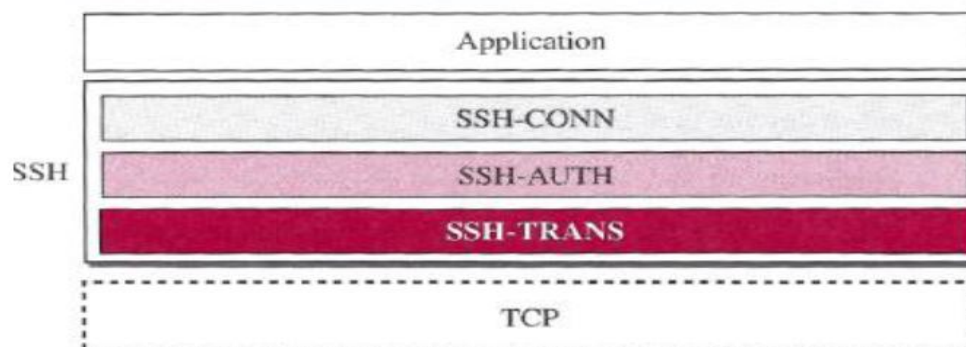 Application
SSH-CONN
SSH
SSH-AUTH
SSH-TRANS
TCP